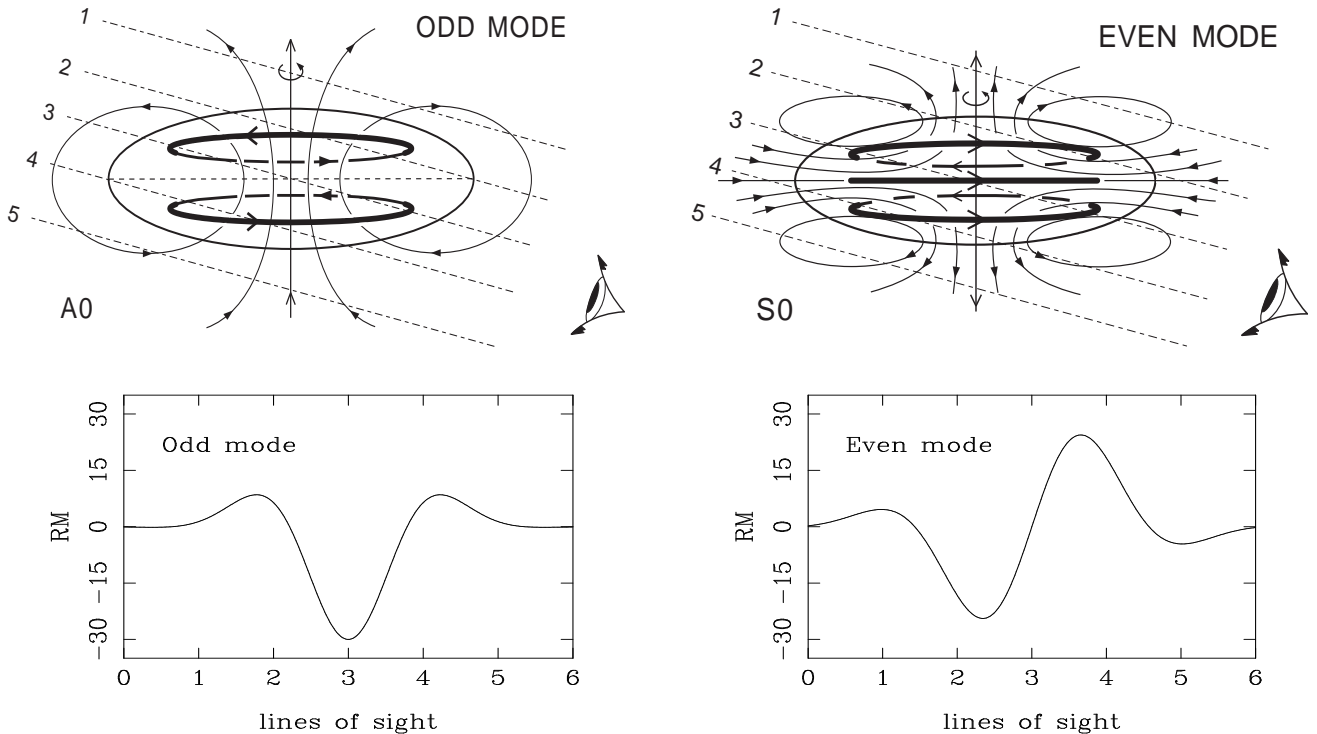 ODD MODE
1
2
3
4
5
A0
EVEN MODE
1
2
3
4
5
S0
Odd mode
RM
30
15
0
−15
−30
0 1 2 3 4 5 6
lines of sight
Even mode
RM
30
15
0
−15
−30
0 1 2 3 4 5 6
lines of sight